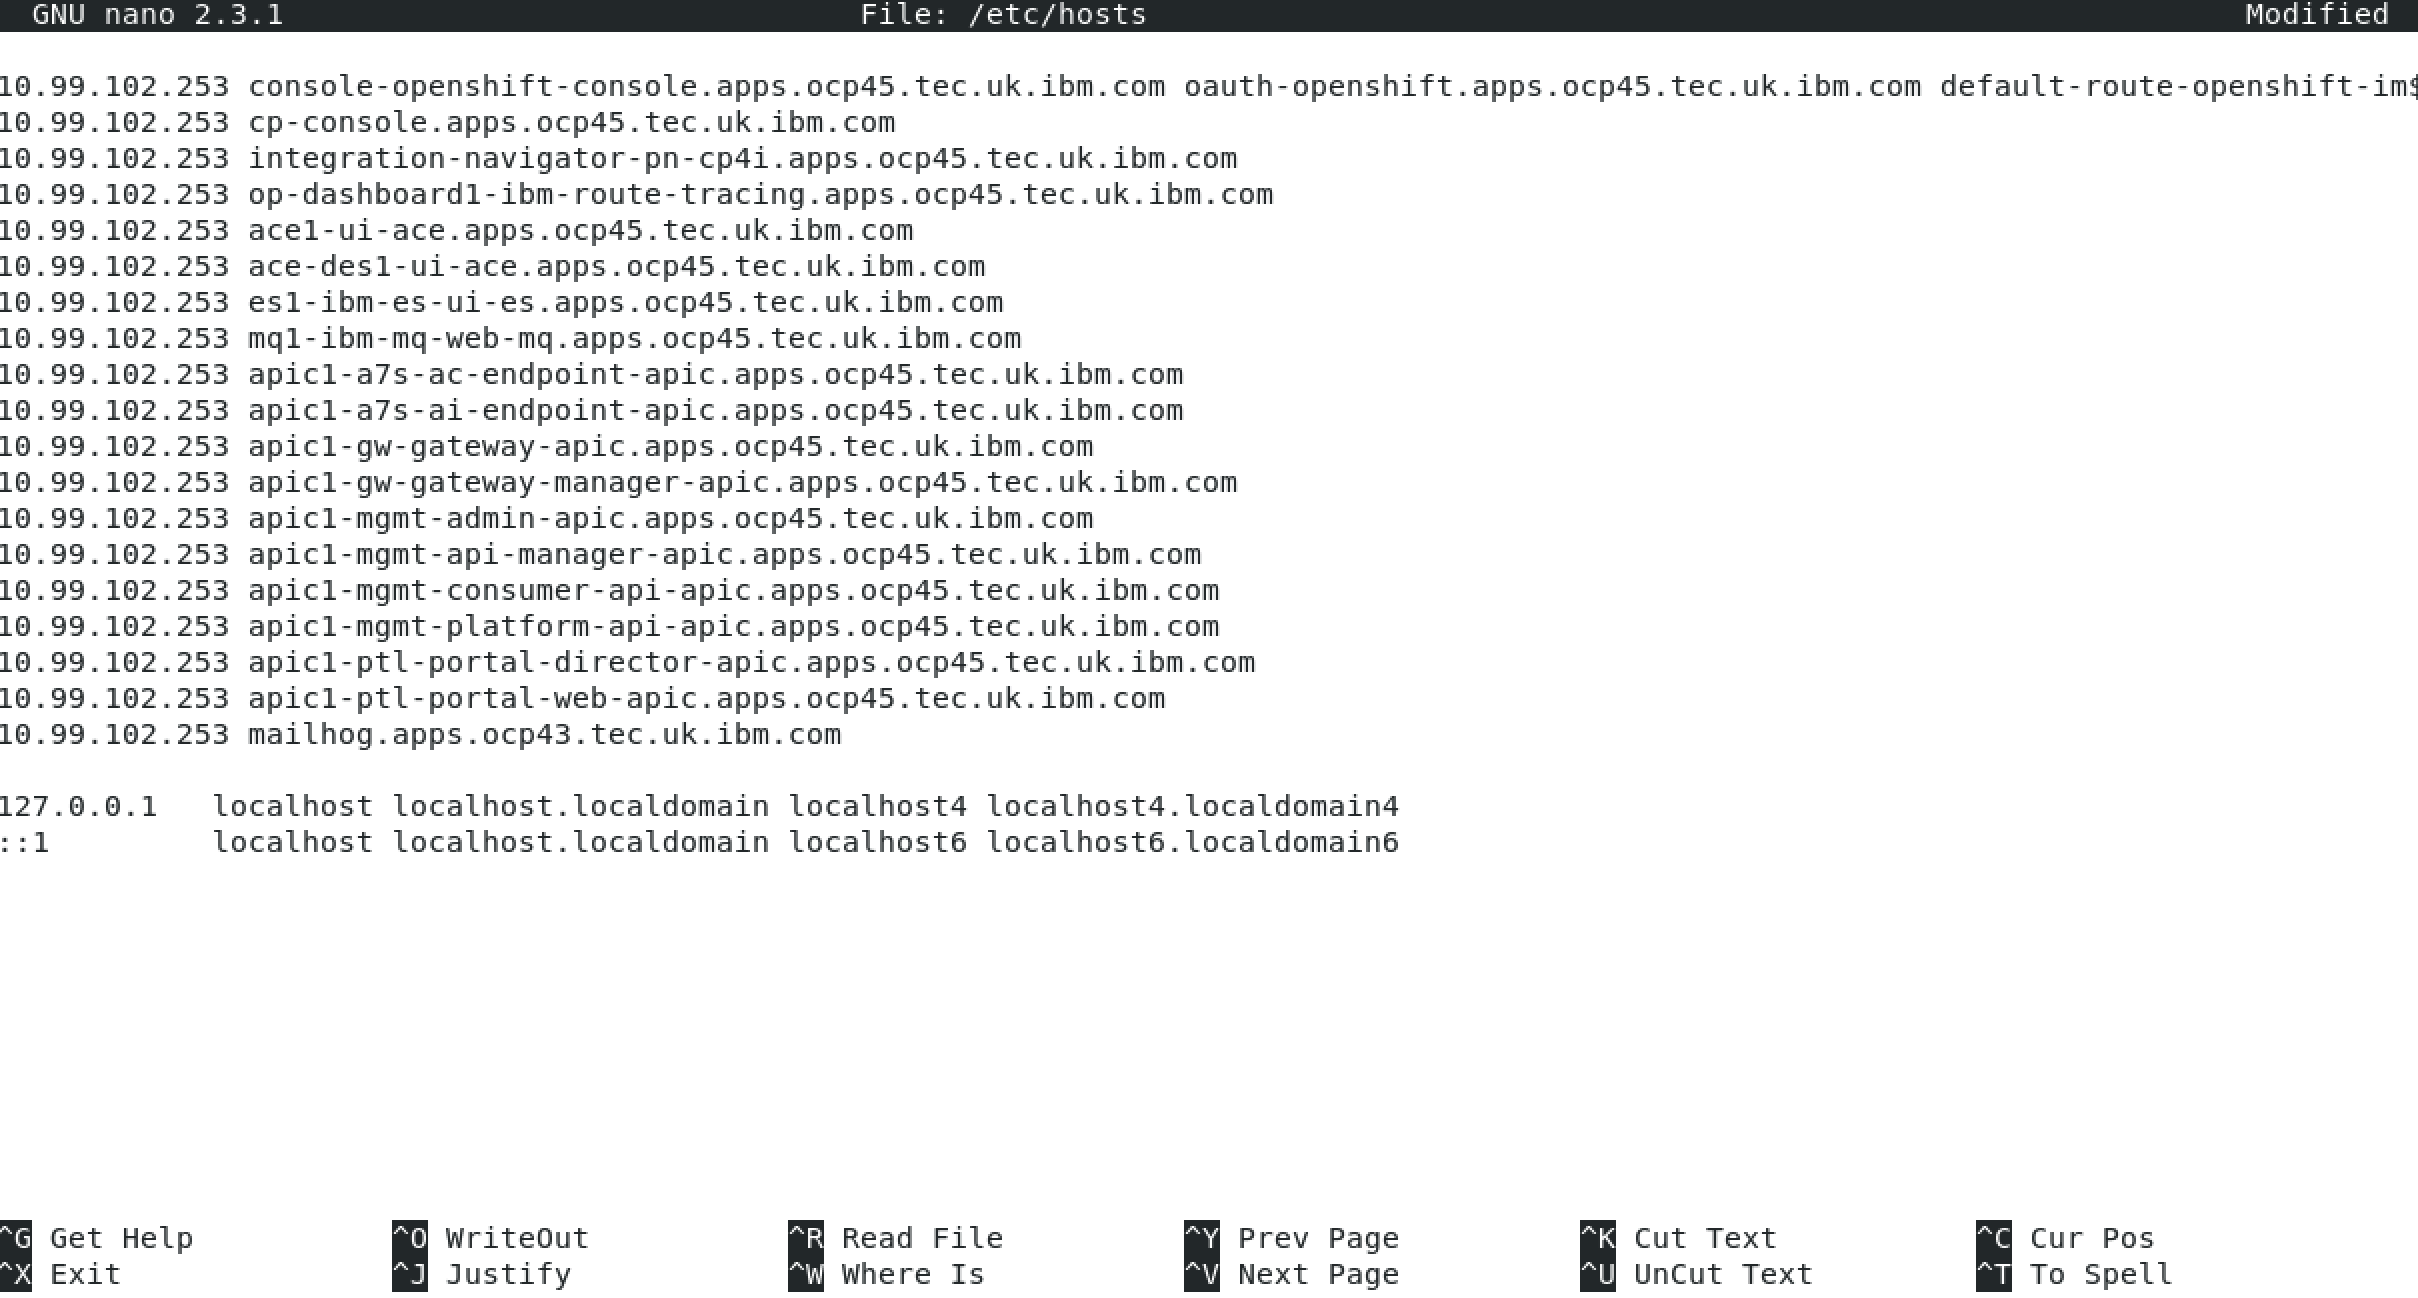 GNU nano 2.3.1 File: /etc/hosts Modified
10.99.102.253 console-openshift-console.apps.ocp45.tec.uk.ibm.com oauth-openshift.apps.ocp45.tec.uk.ibm.com default-route-openshift-im$
10.99.102.253 cp-console.apps.ocp45.tec.uk.ibm.com
10.99.102.253 integration-navigator-pn-cp4i.apps.ocp45.tec.uk.ibm.com
10.99.102.253 op-dashboard1-ibm-route-tracing.apps.ocp45.tec.uk.ibm.com
10.99.102.253 ace1-ui-ace.apps.ocp45.tec.uk.ibm.com
10.99.102.253 ace-des1-ui-ace.apps.ocp45.tec.uk.ibm.com
10.99.102.253 es1-ibm-es-ui-es.apps.ocp45.tec.uk.ibm.com
10.99.102.253 mq1-ibm-mq-web-mq.apps.ocp45.tec.uk.ibm.com
10.99.102.253 apic1-a7s-ac-endpoint-apic.apps.ocp45.tec.uk.ibm.com
10.99.102.253 apic1-a7s-ai-endpoint-apic.apps.ocp45.tec.uk.ibm.com
10.99.102.253 apic1-gw-gateway-apic.apps.ocp45.tec.uk.ibm.com
10.99.102.253 apic1-gw-gateway-manager-apic.apps.ocp45.tec.uk.ibm.com
10.99.102.253 apic1-mgmt-admin-apic.apps.ocp45.tec.uk.ibm.com
10.99.102.253 apic1-mgmt-api-manager-apic.apps.ocp45.tec.uk.ibm.com
10.99.102.253 apic1-mgmt-consumer-api-apic.apps.ocp45.tec.uk.ibm.com
10.99.102.253 apic1-mgmt-platform-api-apic.apps.ocp45.tec.uk.ibm.com
10.99.102.253 apic1-ptl-portal-director-apic.apps.ocp45.tec.uk.ibm.com
10.99.102.253 apic1-ptl-portal-web-apic.apps.ocp45.tec.uk.ibm.com
10.99.102.253 mailhog.apps.ocp43.tec.uk.ibm.com
127.0.0.1 localhost localhost.localdomain localhost4 localhost4.localdomain4
::1 localhost localhost.localdomain localhost6 localhost6.localdomain6
^G Get Help ^O WriteOut ^R Read File ^Y Prev Page ^K Cut Text ^C Cur Pos
^X Exit ^J Justify ^W Where Is ^V Next Page ^U UnCut Text ^T To Spell